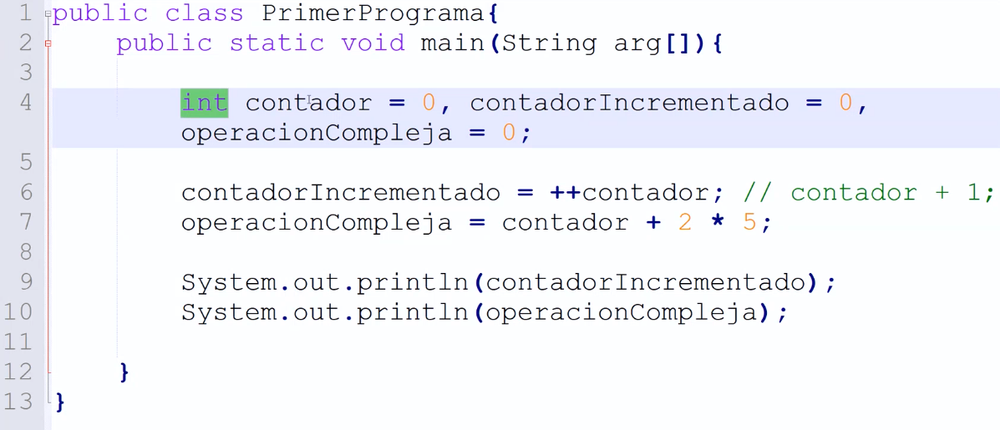 1 public class PrimerPrograma{
2 public static void main(String arg[]){
3
4 int contador = 0, contadorIncrementado = 0,
operacionCompleja = 0;
5
6 contadorIncrementado = ++contador; // contador + 1;
7 operacionCompleja = contador + 2 * 5;
8
9 System.out.println(contadorIncrementado);
10 System.out.println(operacionCompleja);
11
12 }
13 }